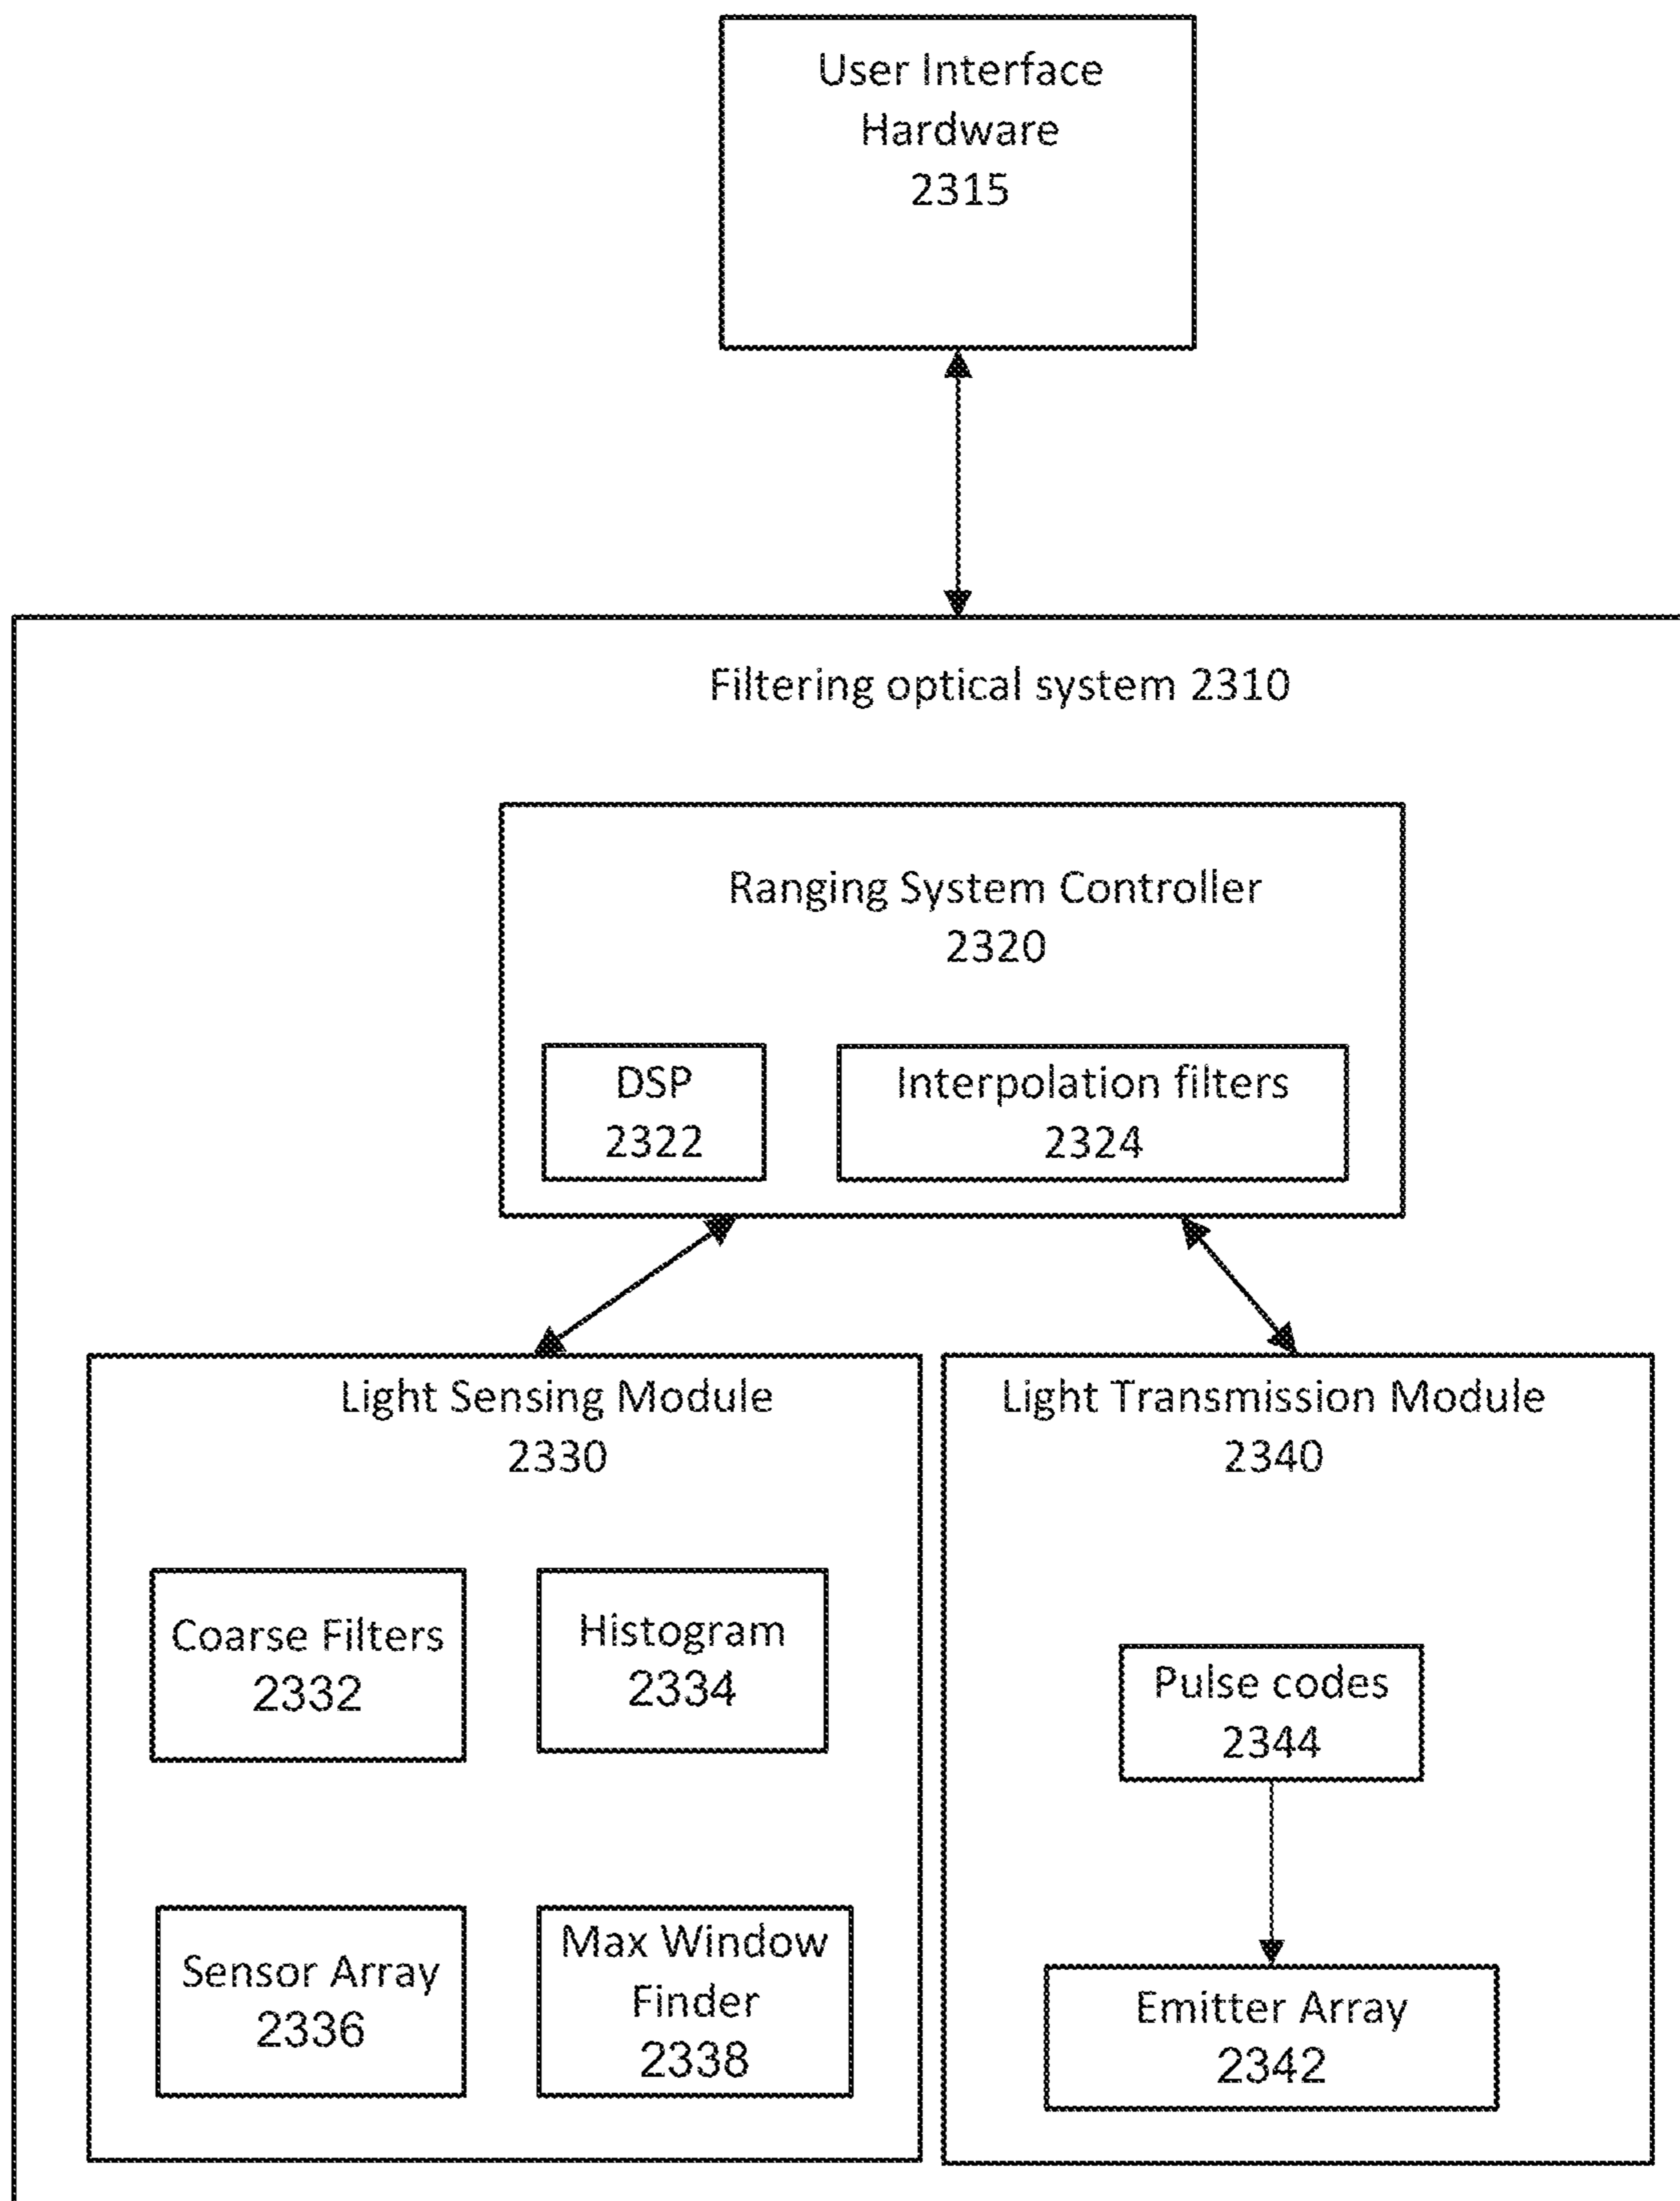 User Interface
Hardware
2315
Filtering optical system 2310
Ranging System Controller
2320
DSP
2322
Interpolation filters
2324
Light Sensing Module
2330
Coarse Filters
2332
Histogram
2334
Sensor Array
2336
Max Window
Finder
2338
Light Transmission Module
2340
Pulse codes
2344
Emitter Array
2342